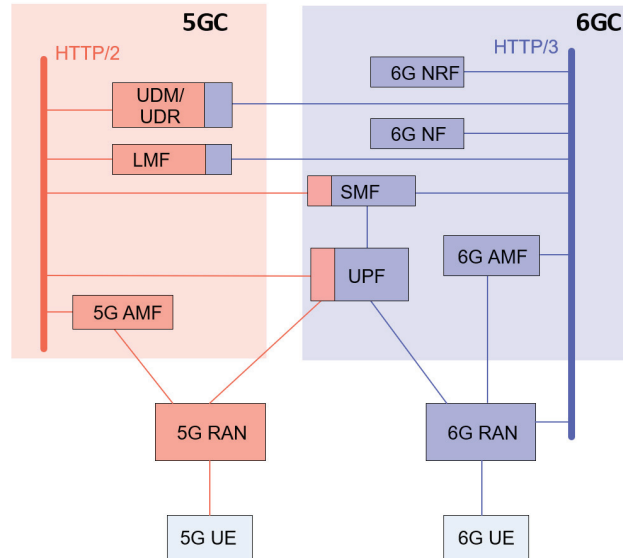 5GC
6GC
HTTP/2
HTTP/3
6G NRF
UDM/
UDR
6G NF
LMF
SMF
6G AMF
UPF
5G AMF
5G RAN
6G RAN
5G UE
6G UE